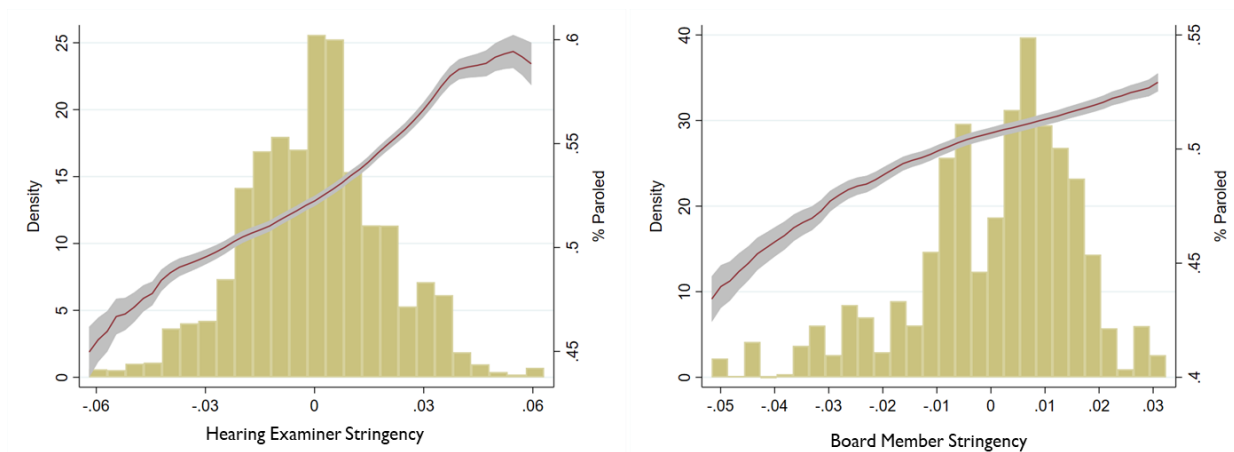 25
20
15
10
5
0
Density
.6
.55
.5
.45
% Paroled
-.06 -.03 0 .03 .06
Hearing Examiner Stringency
40
30
20
10
0
Density
.55
.5
.45
.4
% Paroled
-.05 -.04 -.03 -.02 -.01 0 .01 .02 .03
Board Member Stringency